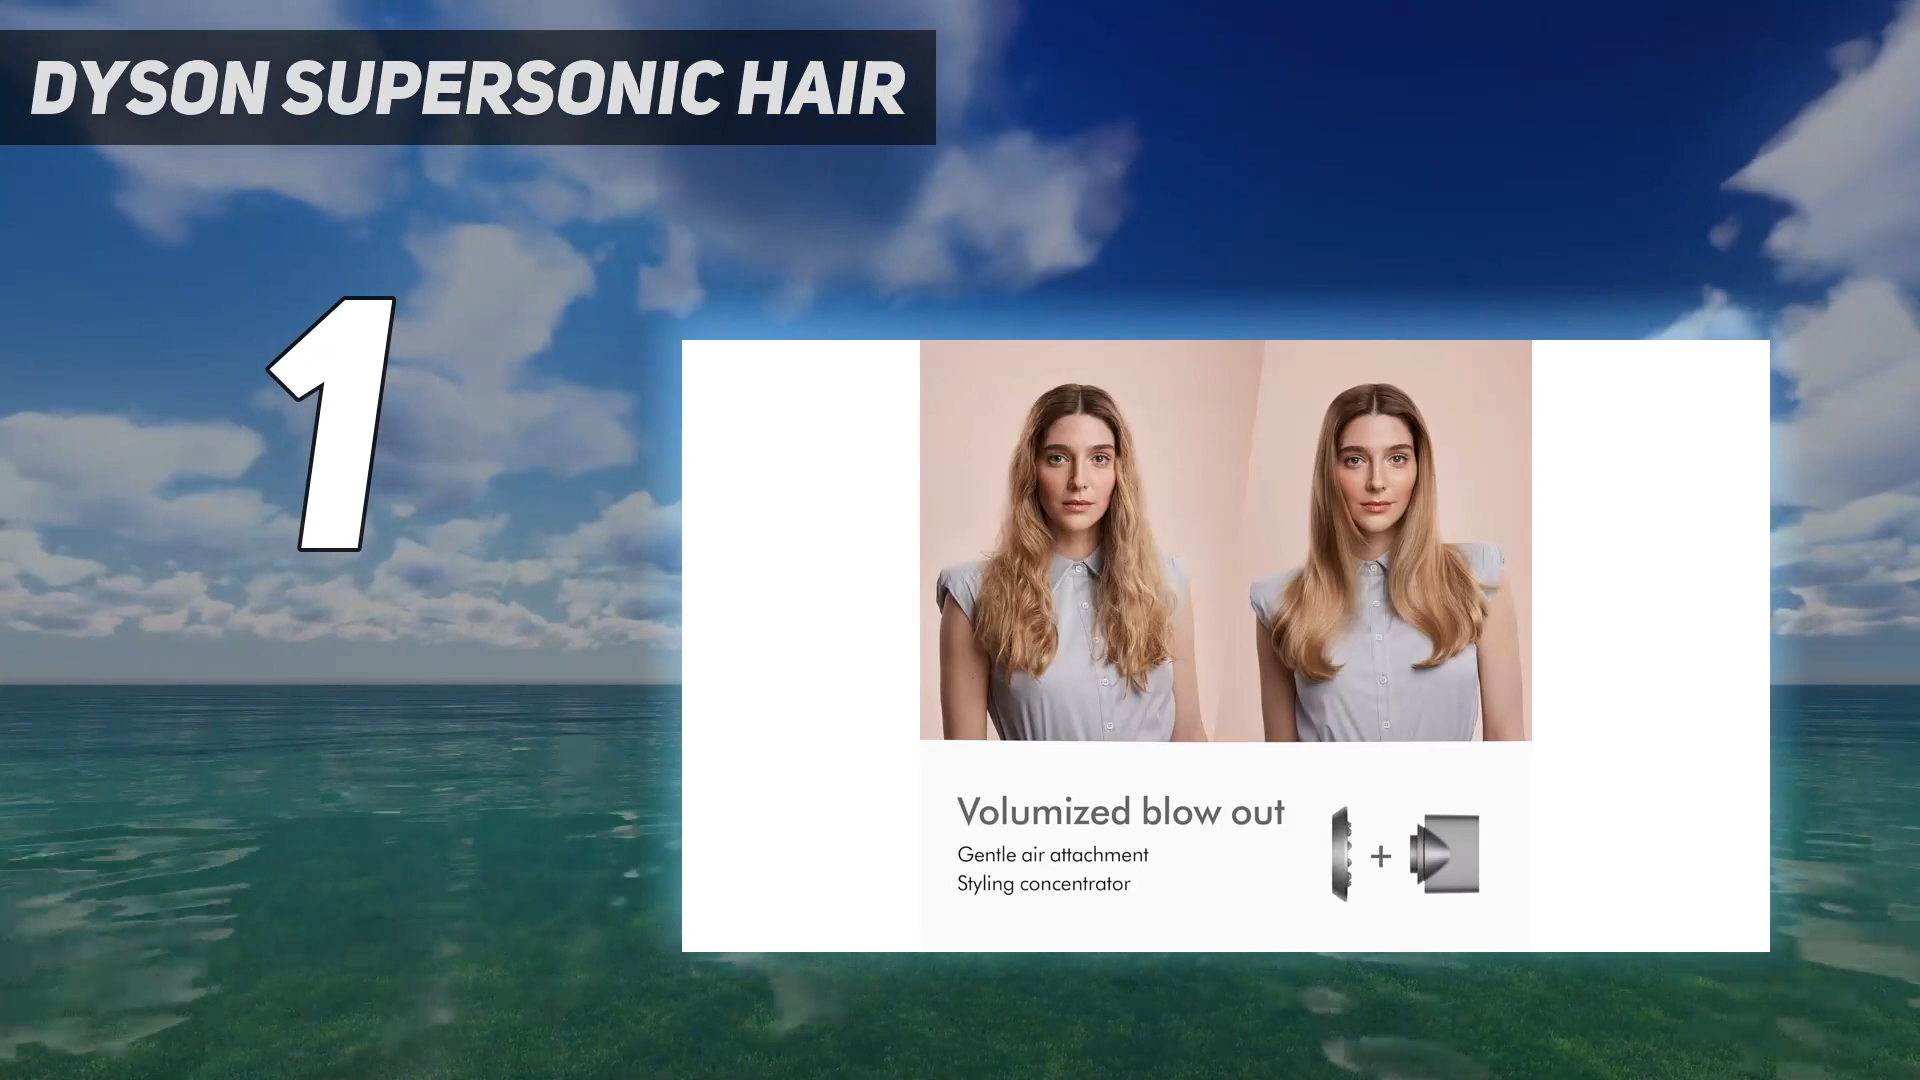 DYSON SUPERSONIC HAIR
1
Volumized blow out
Gentle air attachment
Styling concentrator
+